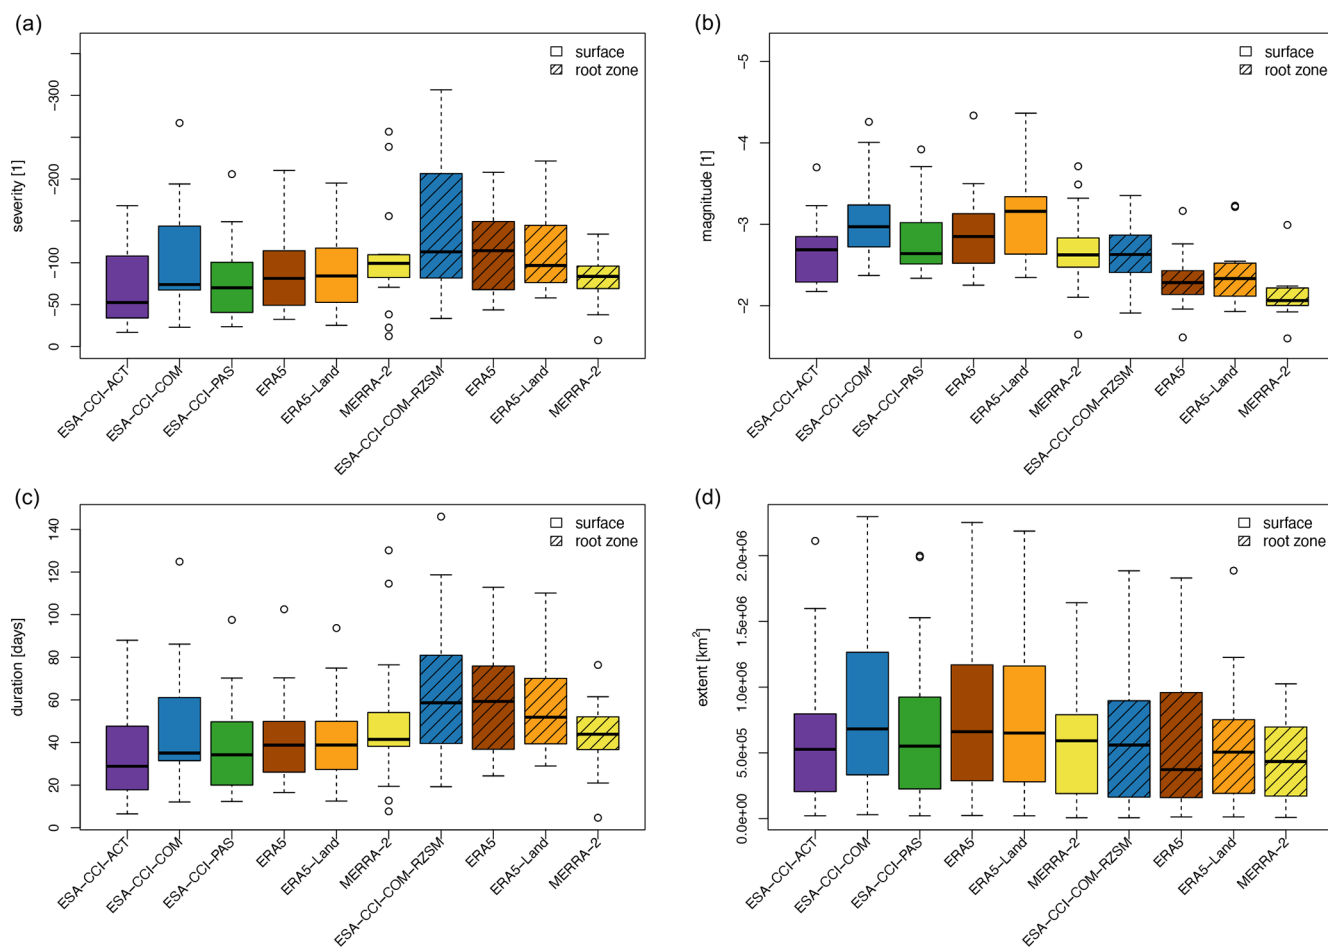 (a)
surface
root zone
severity [1]
-300
-200
-100
-50
0
ESA-CCI-ACT
ESA-CCI-COM
ESA-CCI-PAS
ERA5
ERA5-Land
MERRA-2
ESA-CCI-COM-RZSM
ERA5
ERA5-Land
MERRA-2
(b)
surface
root zone
magnitude [1]
-5
-4
-3
-2
ESA-CCI-ACT
ESA-CCI-COM
ESA-CCI-PAS
ERA5
ERA5-Land
MERRA-2
ESA-CCI-COM-RZSM
ERA5
ERA5-Land
MERRA-2
(c)
surface
root zone
duration [days]
140
120
100
80
60
40
20
0
ESA-CCI-ACT
ESA-CCI-COM
ESA-CCI-PAS
ERA5
ERA5-Land
MERRA-2
ESA-CCI-COM-RZSM
ERA5
ERA5-Land
MERRA-2
(d)
surface
root zone
extent [km²]
2.0e+06
1.5e+06
1.0e+06
5.0e+05
0.0e+00
ESA-CCI-ACT
ESA-CCI-COM
ESA-CCI-PAS
ERA5
ERA5-Land
MERRA-2
ESA-CCI-COM-RZSM
ERA5
ERA5-Land
MERRA-2